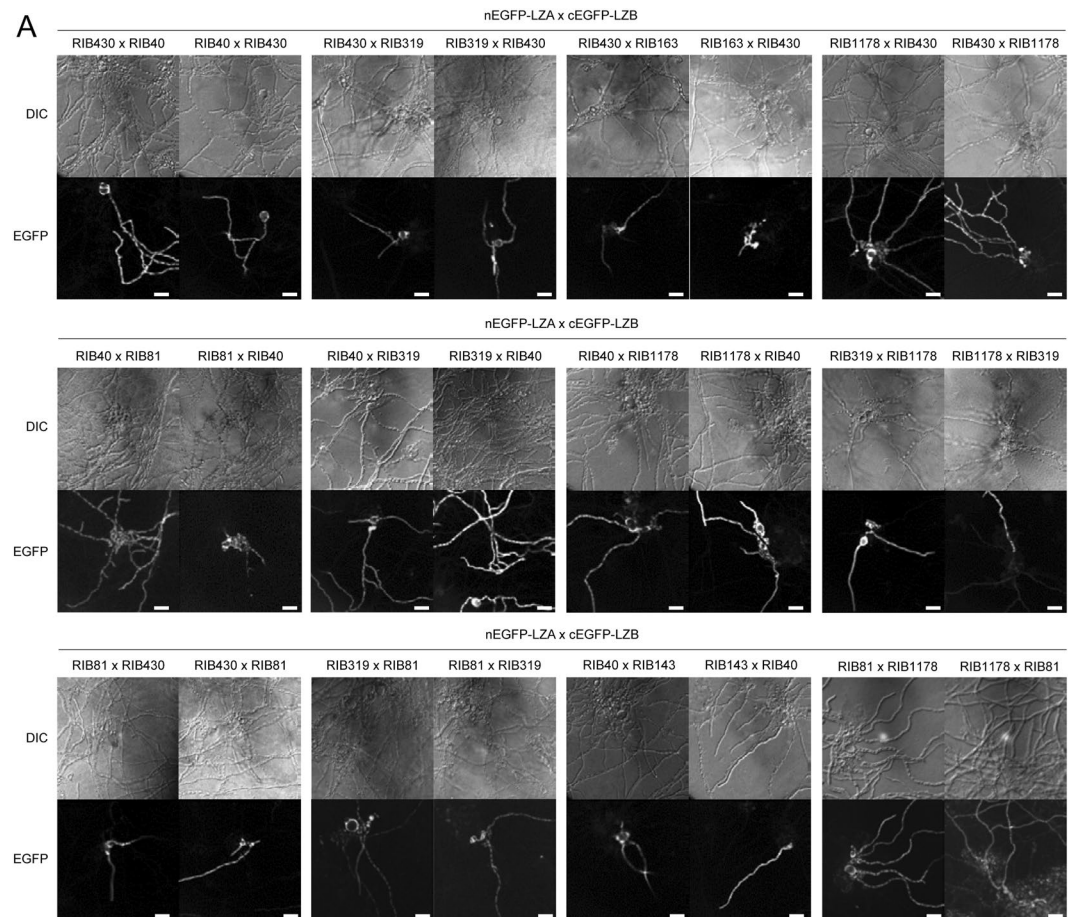 A
nEGFP-LZA x cEGFP-LZB
RIB430 x RIB40 RIB40 x RIB430 RIB430 x RIB319 RIB319 x RIB430 RIB430 x RIB163 RIB163 x RIB430 RIB1178 x RIB430 RIB430 x RIB1178
DIC
EGFP
nEGFP-LZA x cEGFP-LZB
RIB40 x RIB81 RIB81 x RIB40 RIB40 x RIB319 RIB319 x RIB40 RIB40 x RIB1178 RIB1178 x RIB40 RIB319 x RIB1178 RIB1178 x RIB319
DIC
EGFP
nEGFP-LZA x cEGFP-LZB
RIB81 x RIB430 RIB430 x RIB81 RIB319 x RIB81 RIB81 x RIB319 RIB40 x RIB143 RIB143 x RIB40 RIB81 x RIB1178 RIB1178 x RIB81
DIC
EGFP